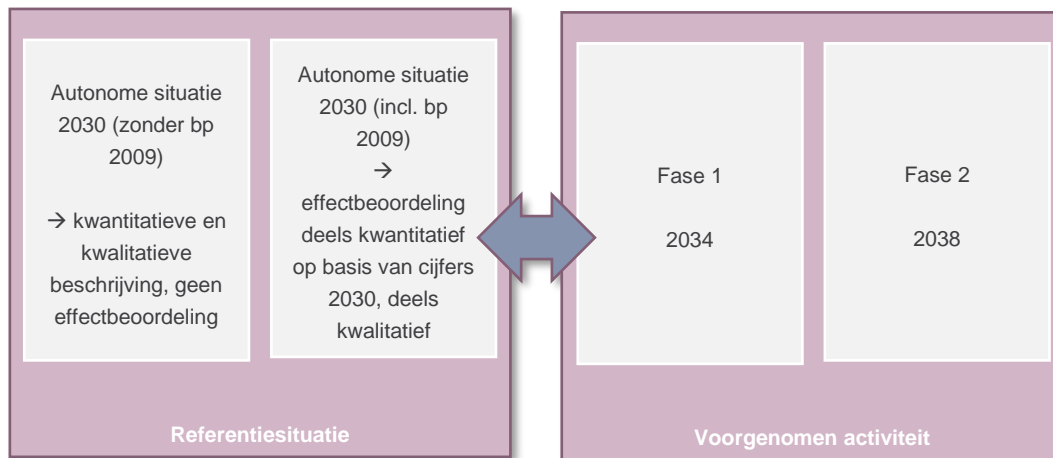 Autonome situatie
2030 (zonder bp
2009)
→ kwantitatieve en
kwalitatieve
beschrijving, geen
effectbeoordeling
Autonome situatie
2030 (incl. bp
2009)
→
effectbeoordeling
deels kwantitatief
op basis van cijfers
2030, deels
kwalitatief
Referentiesituatie
Fase 1
2034
Fase 2
2038
Voorgenomen activiteit